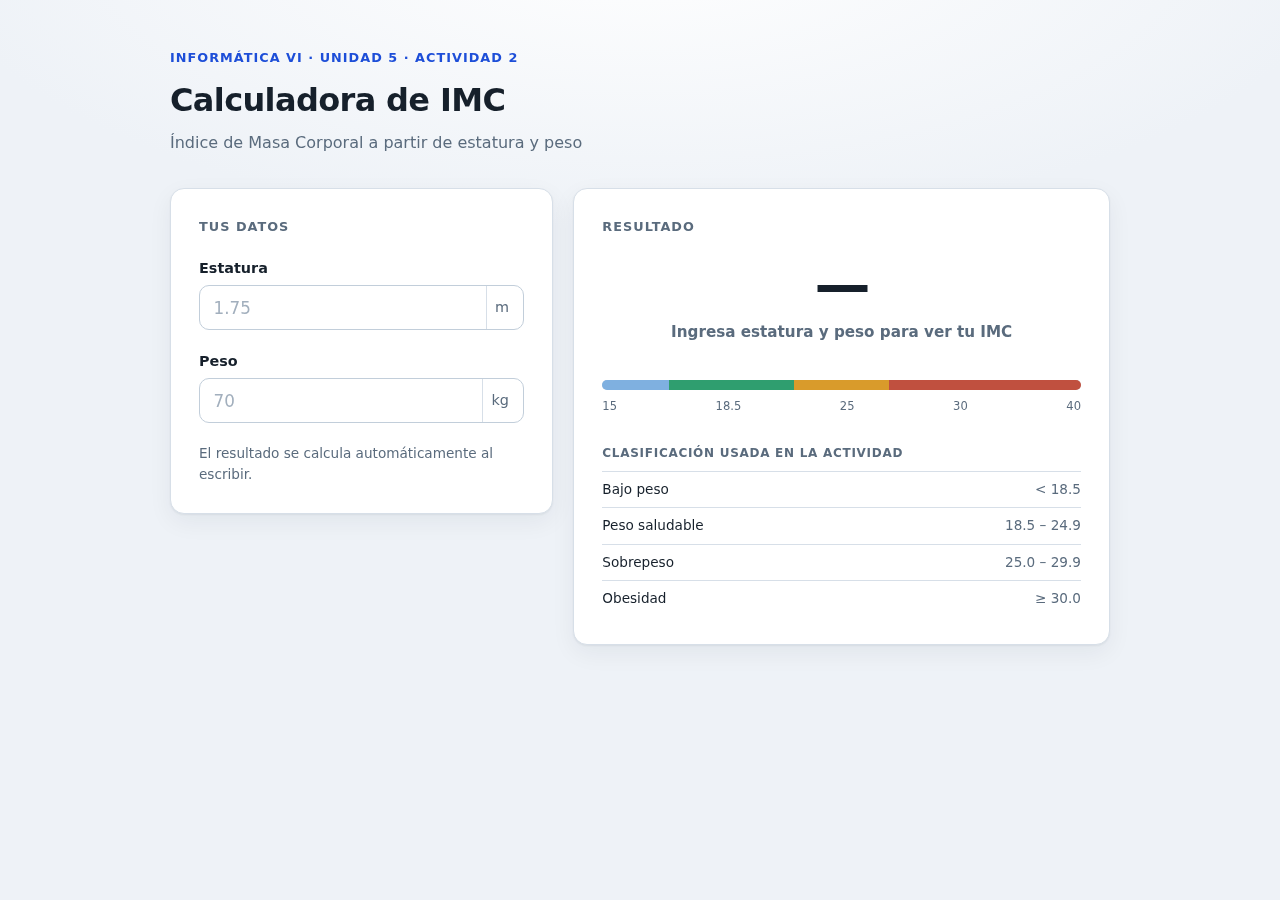 INFORMÁTICA VI · UNIDAD 5 · ACTIVIDAD 2
Calculadora de IMC
Índice de Masa Corporal a partir de estatura y peso
TUS DATOS
Estatura
1.75 m
Peso
70 kg
El resultado se calcula automáticamente al
escribir.
RESULTADO
—
Ingresa estatura y peso para ver tu IMC
15 18.5 25 30 40
CLASIFICACIÓN USADA EN LA ACTIVIDAD
Bajo peso < 18.5
Peso saludable 18.5 – 24.9
Sobrepeso 25.0 – 29.9
Obesidad ≥ 30.0